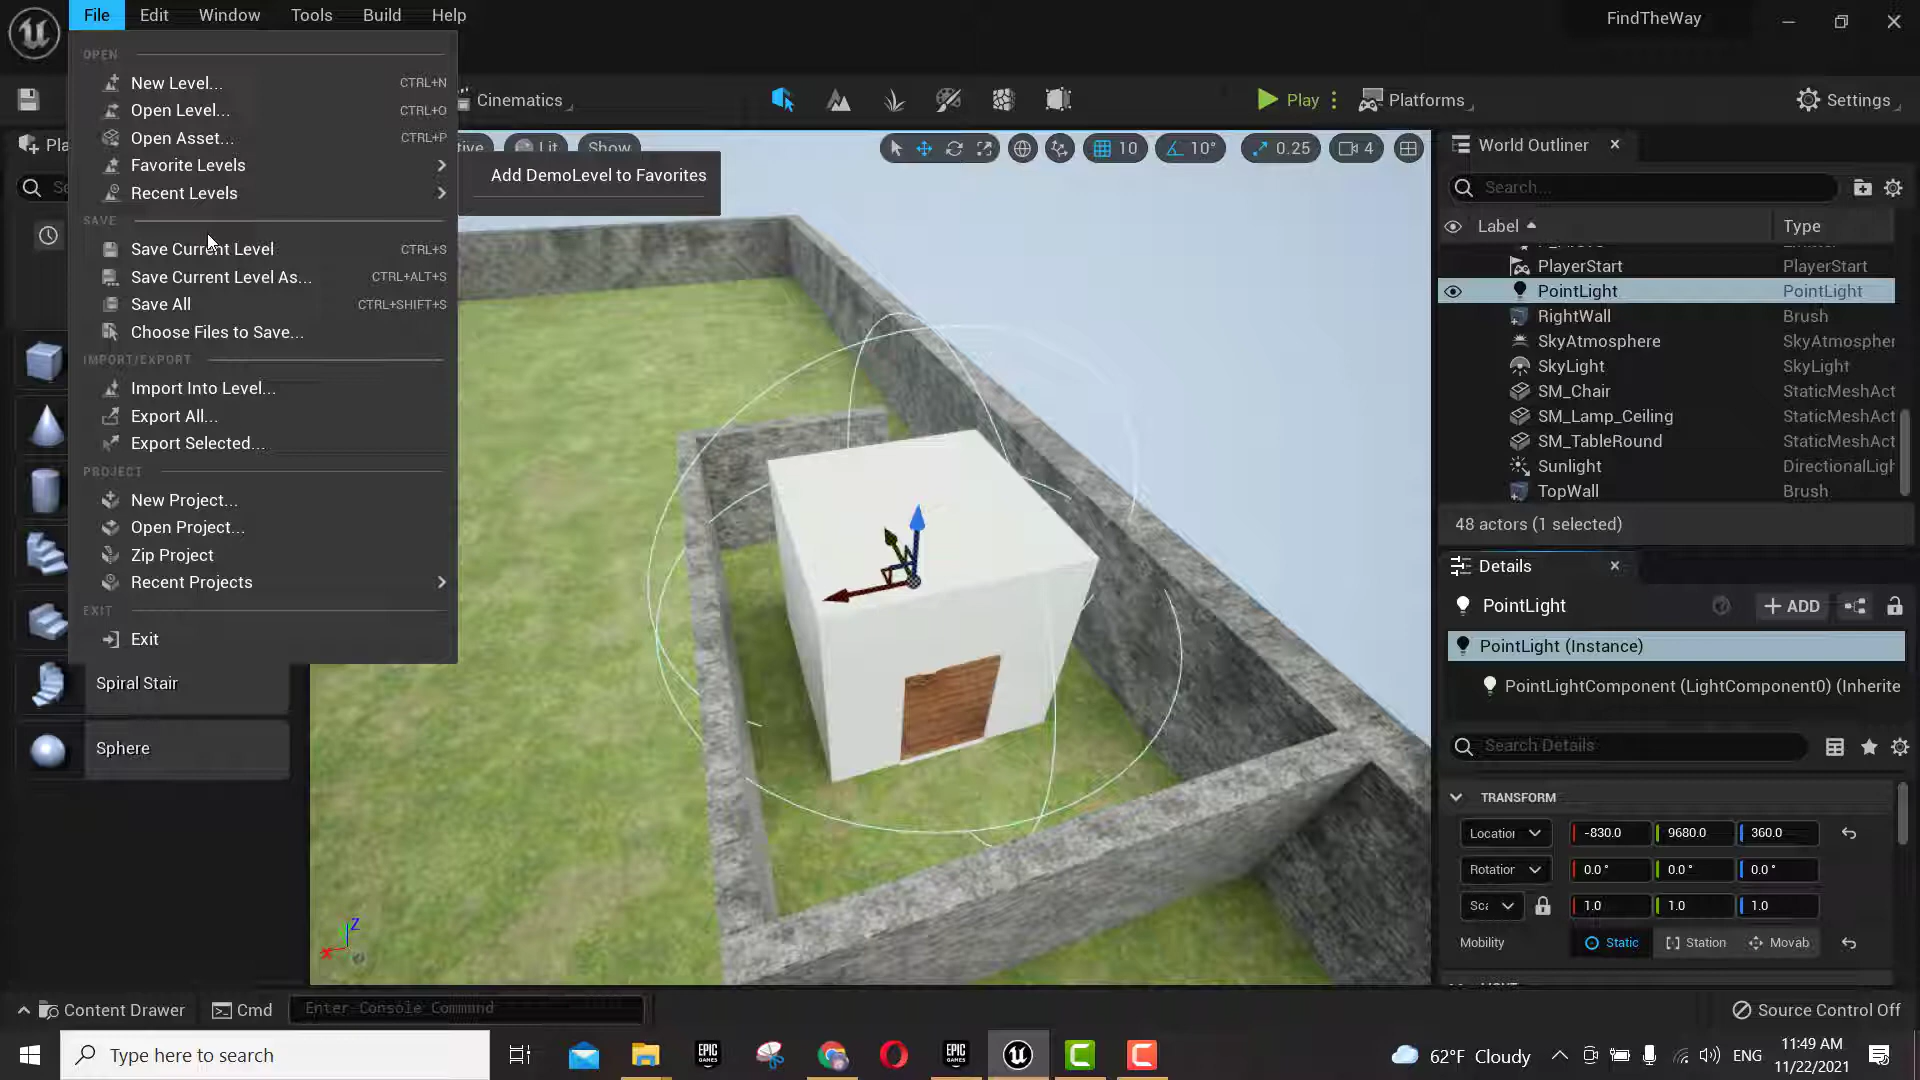 File Edit Window Tools Build Help
FindTheWay
OPEN
New Level... CTRL+N
Open Level... CTRL+O
Open Asset... CTRL+P
Favorite Levels
Recent Levels
Add DemoLevel to Favorites
SAVE
Save Current Level CTRL+S
Save Current Level As... CTRL+ALT+S
Save All CTRL+SHIFT+S
Choose Files to Save...
IMPORT/EXPORT
Import Into Level...
Export All...
Export Selected...
PROJECT
New Project...
Open Project...
Zip Project
Recent Projects
EXIT
Exit
Spiral Stair
Sphere
Cinematics
Play
Platforms
Settings
Pla
Se
tive Lit Show
10 10° 0.25 4
World Outliner
Search...
Label Type
PlayerStart PlayerStart
PointLight PointLight
RightWall Brush
SkyAtmosphere SkyAtmospher
SkyLight SkyLight
SM_Chair StaticMeshAct
SM_Lamp_Ceiling StaticMeshAct
SM_TableRound StaticMeshAct
Sunlight DirectionalLigh
TopWall Brush
48 actors (1 selected)
Details
PointLight ADD
PointLight (Instance)
PointLightComponent (LightComponent0) (Inherite
Search Details
TRANSFORM
Location -830.0 9680.0 360.0
Rotation 0.0° 0.0° 0.0°
Sca 1.0 1.0 1.0
Mobility Static Station Movab
Z
X
Content Drawer Cmd Enter Console Command Source Control Off
Type here to search
EPIC GAMES
EPIC GAMES
62°F Cloudy ENG 11:49 AM
11/22/2021